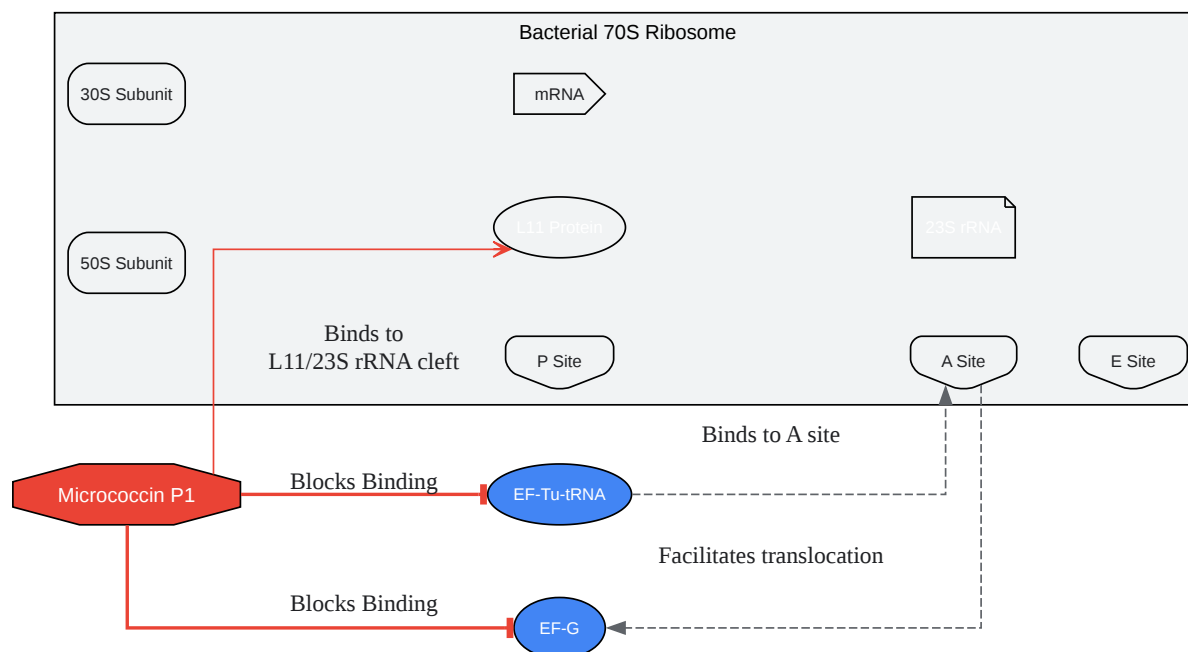 Bacterial 70S Ribosome
30S Subunit
mRNA
L11 Protein
23S rRNA
50S Subunit
Binds to
L11/23S rRNA cleft
P Site
A Site
E Site
Binds to A site
Micrococcin P1
Blocks Binding
EF-Tu-tRNA
Facilitates translocation
Blocks Binding
EF-G